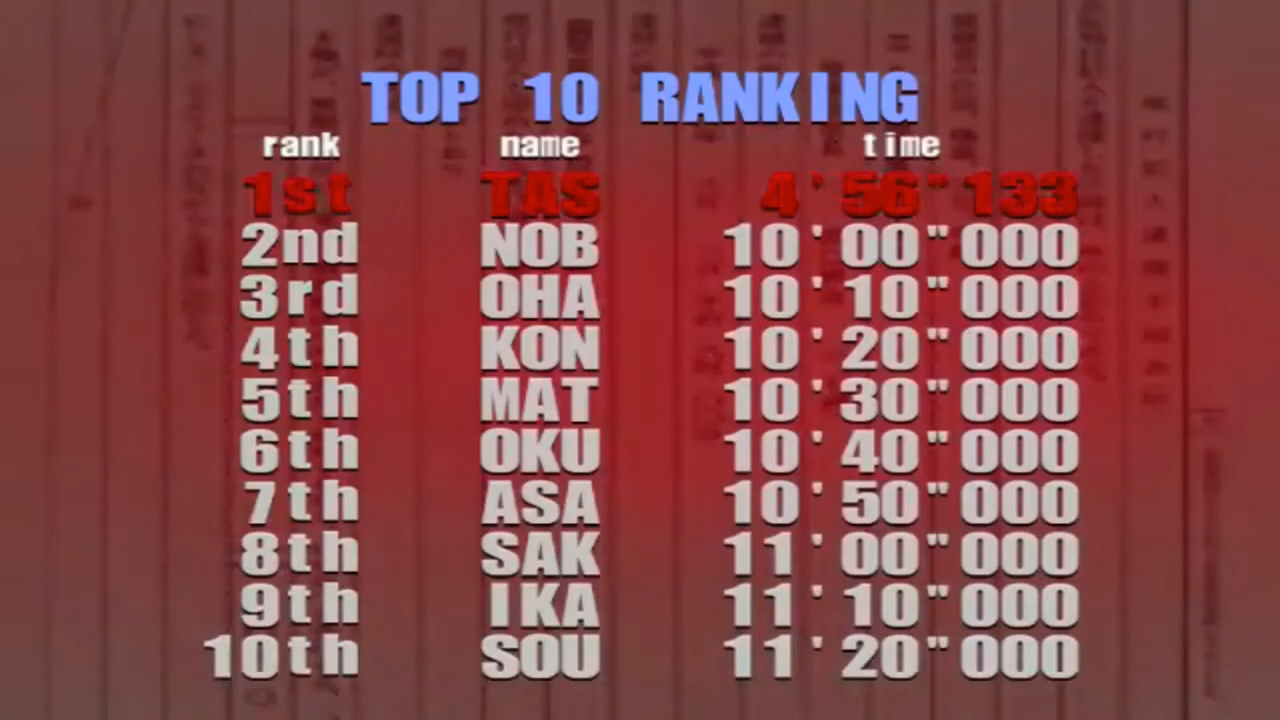 TOP 10 RANKING
rank name time
1st TAS 4'56"133
2nd NOB 10'00"000
3rd OHA 10'10"000
4th KON 10'20"000
5th MAT 10'30"000
6th OKU 10'40"000
7th ASA 10'50"000
8th SAK 11'00"000
9th IKA 11'10"000
10th SOU 11'20"000